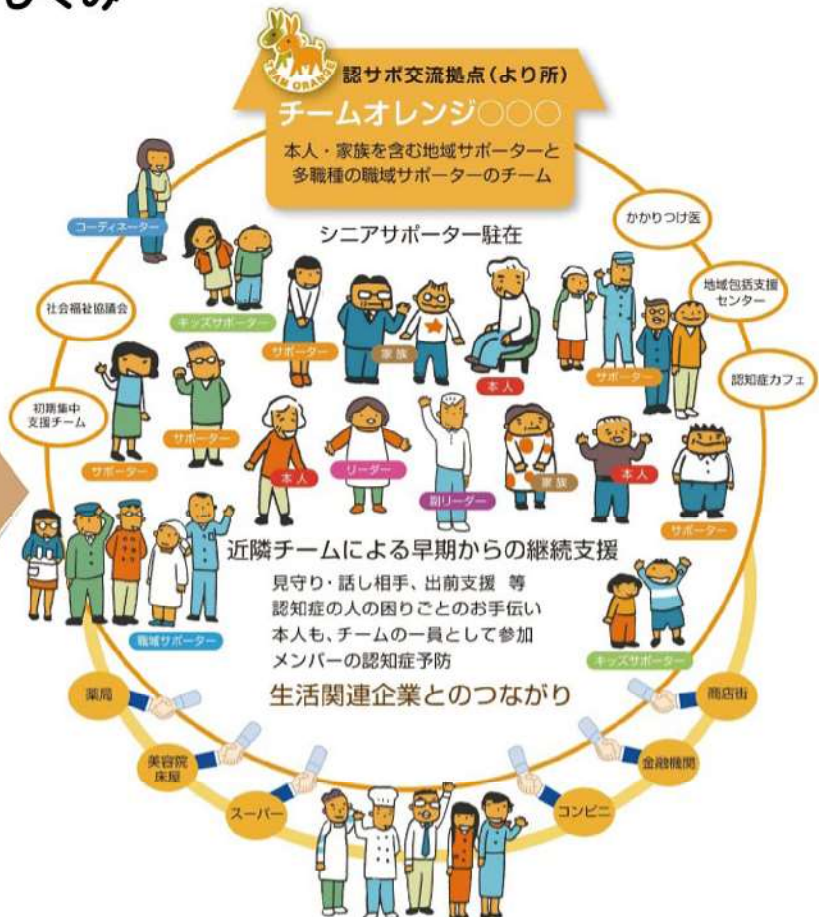 しくみ
TEAM ORANGE
認サポ交流拠点（より所）
チームオレンジ○○○
本人・家族を含む地域サポーターと
多職種の職域サポーターのチーム
シニアサポーター駐在
コーディネーター
キッズサポーター
サポーター
家族
本人
サポーター
かかりつけ医
地域包括支援
センター
認知症カフェ
社会福祉協議会
初期集中
支援チーム
サポーター
サポーター
本人
リーダー
副リーダー
家族
本人
サポーター
職域サポーター
近隣チームによる早期からの継続支援
見守り・話し相手、出前支援 等
認知症の人の困りごとのお手伝い
本人も、チームの一員として参加
メンバーの認知症予防
キッズサポーター
生活関連企業とのつながり
薬局
美容院
床屋
スーパー
コンビニ
金融機関
商店街